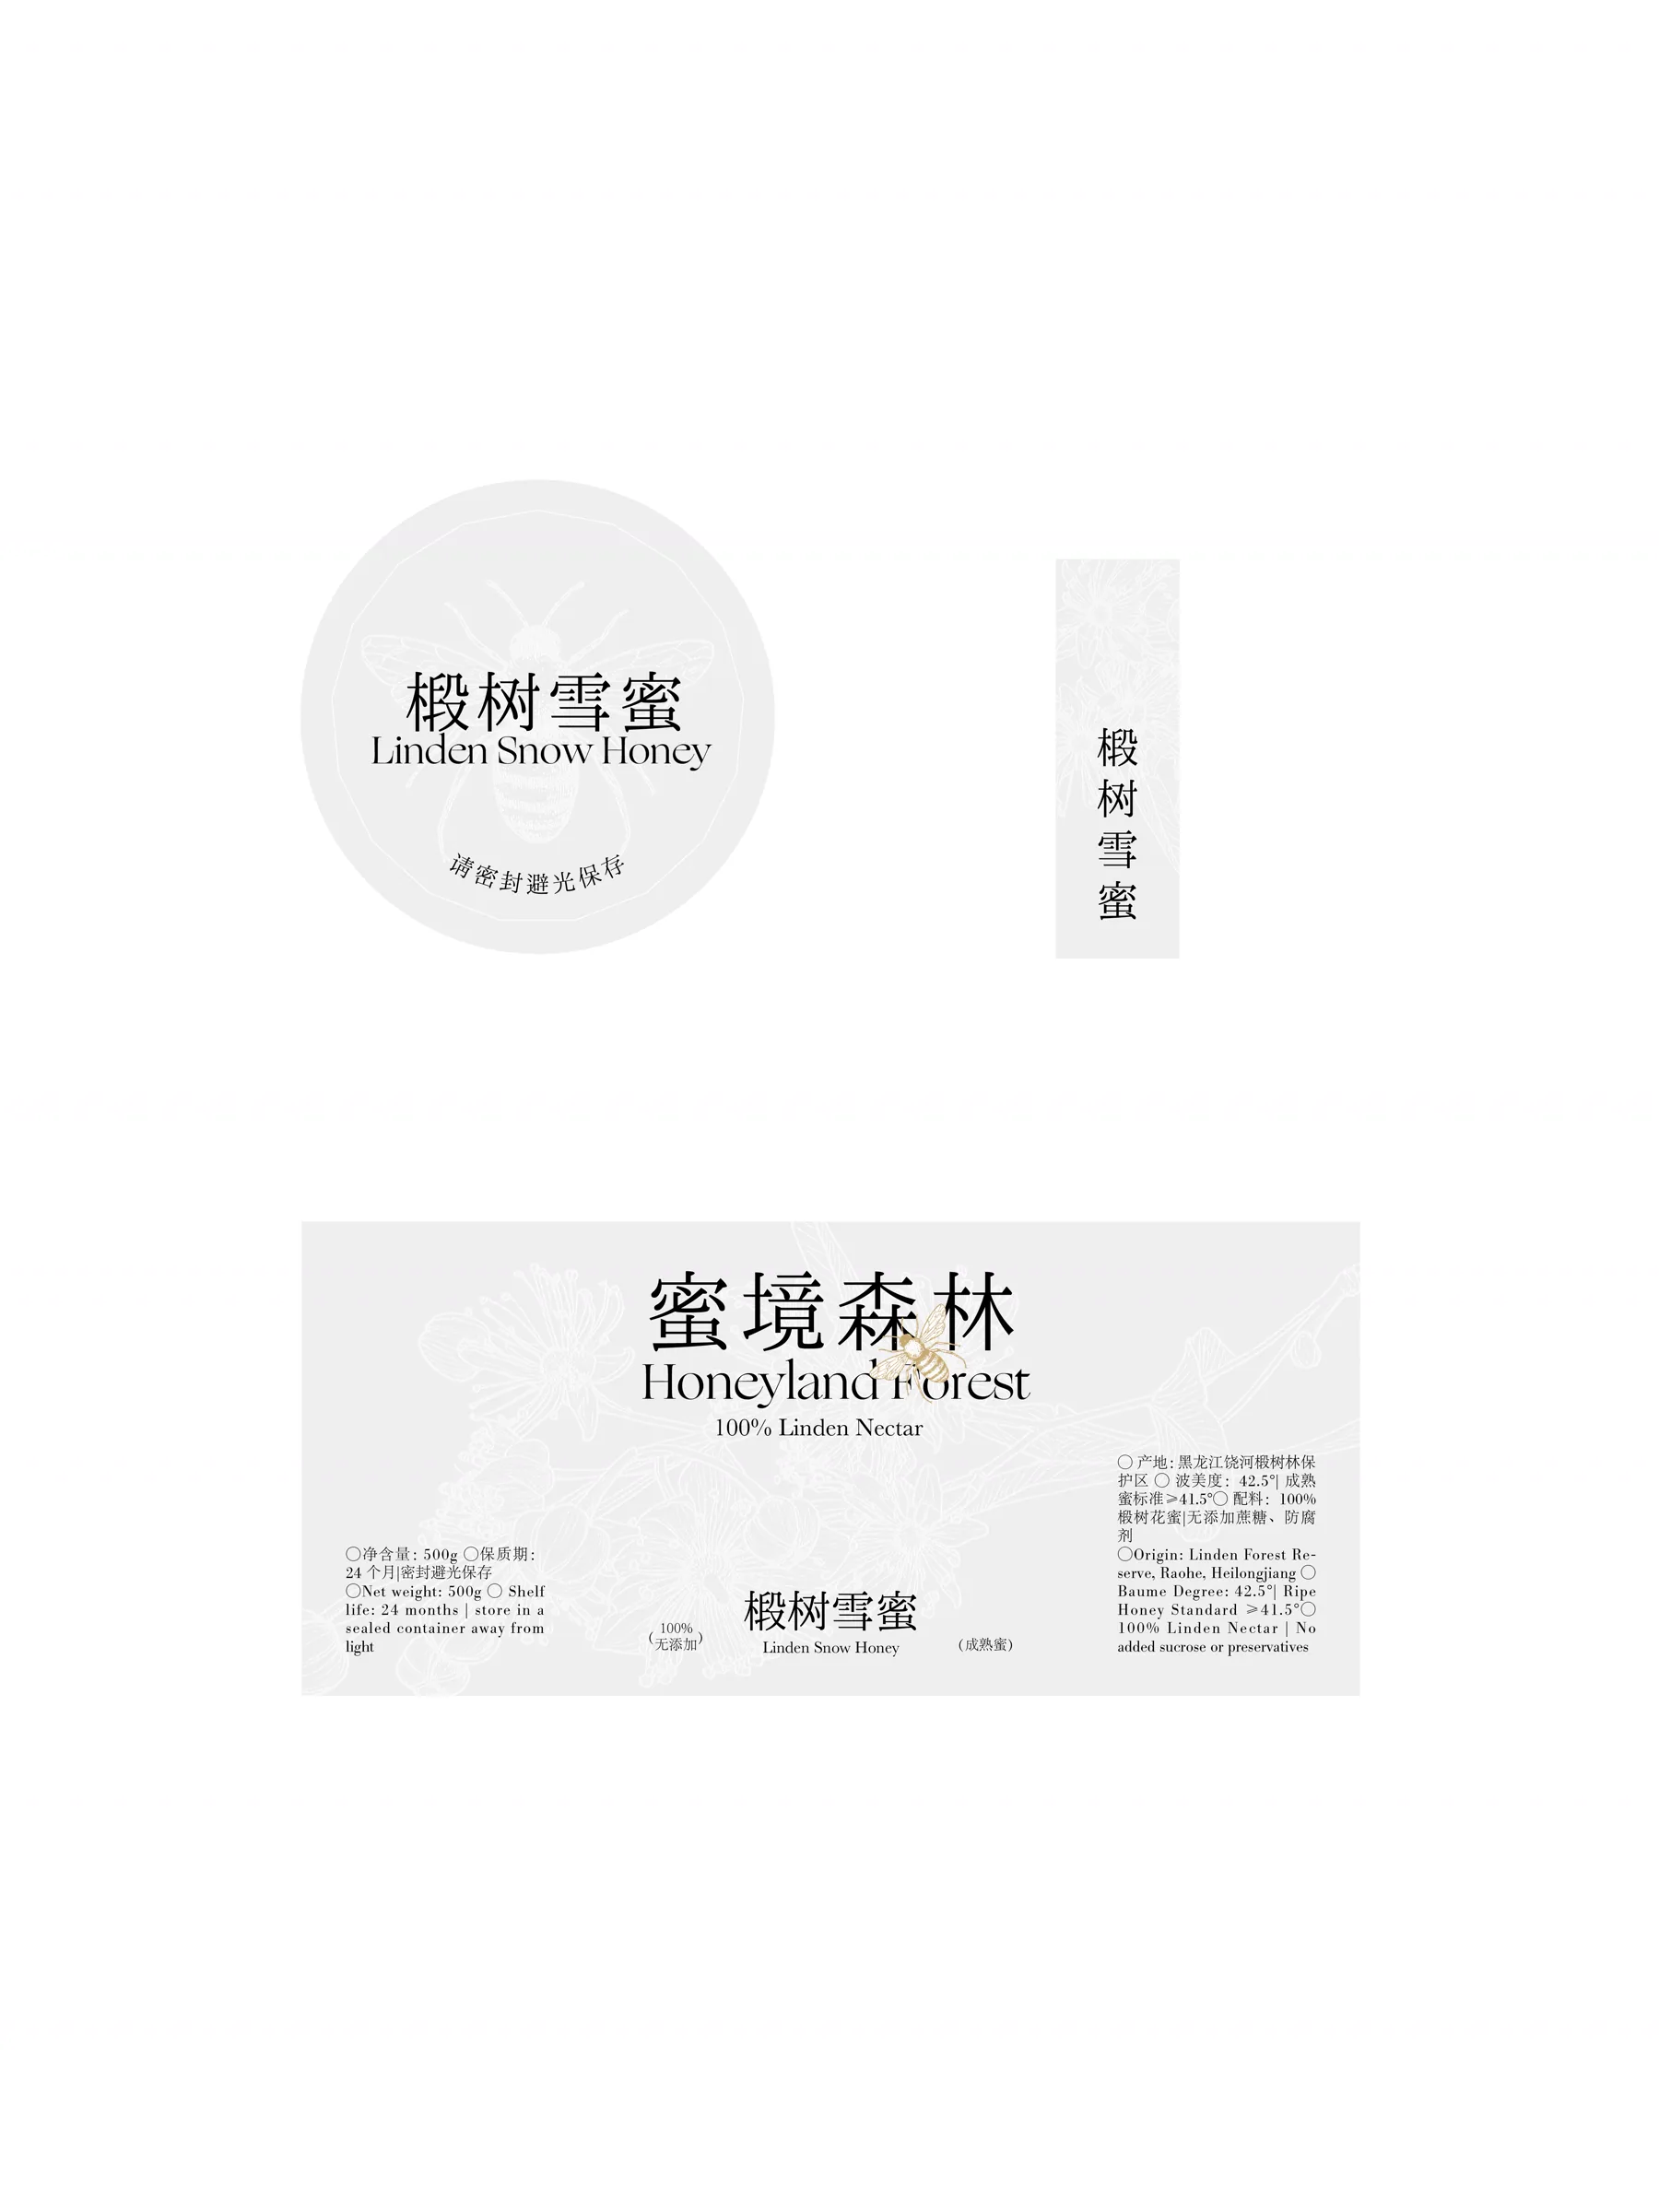 椴树雪蜜
Linden Snow Honey
请密封避光保存
椴树雪蜜
蜜境森林
Honeyland Forest
100% Linden Nectar
〇净含量：500g 〇保质期：
24 个月|密封避光保存
〇Net weight: 500g 〇 Shelf
life: 24 months | store in a
sealed container away from
light
100%
(无添加)
椴树雪蜜
Linden Snow Honey
(成熟蜜)
〇 产地：黑龙江饶河椴树林保
护区 〇 波美度：42.5°| 成熟
蜜标准≥41.5°〇 配料：100%
椴树花蜜|无添加蔗糖、防腐
剂
〇Origin: Linden Forest Re-
serve, Raohe, Heilongjiang 〇
Baume Degree: 42.5°| Ripe
Honey Standard ≥41.5°〇
100% Linden Nectar | No
added sucrose or preservatives